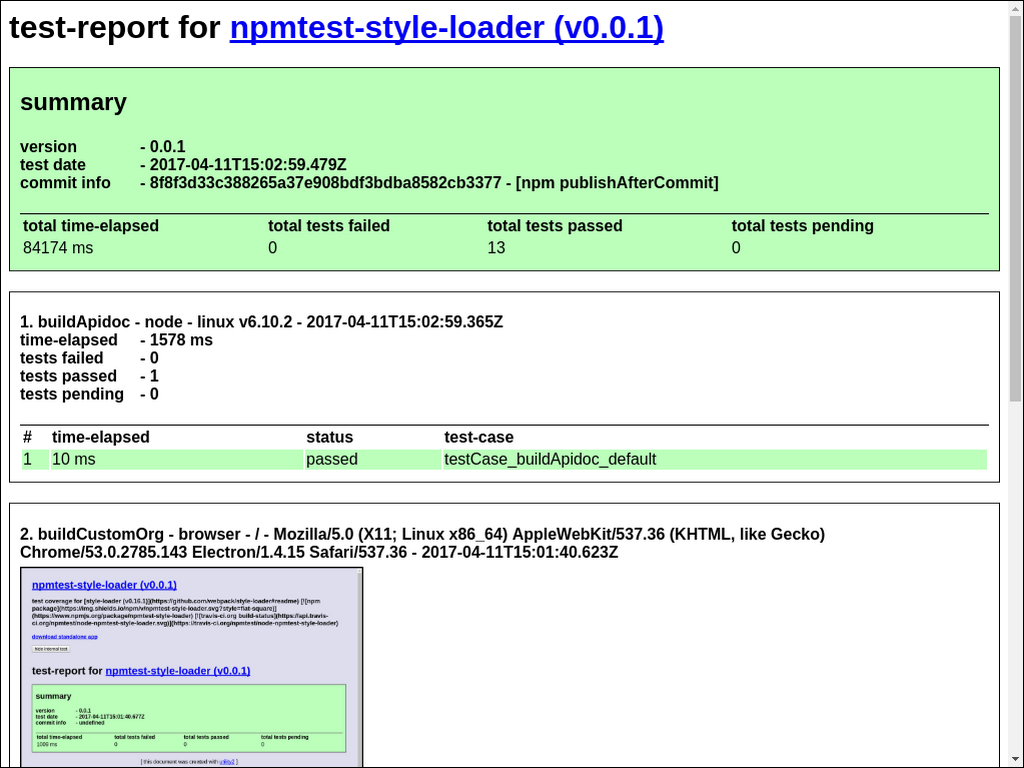 test-report for npmtest-style-loader (v0.0.1)
summary
version - 0.0.1
test date - 2017-04-11T15:02:59.479Z
commit info - 8f8f3d33c388265a37e908bdf3bdba8582cb3377 - [npm publishAfterCommit]
total time-elapsed total tests failed total tests passed total tests pending
84174 ms 0 13 0
1. buildApidoc - node - linux v6.10.2 - 2017-04-11T15:02:59.365Z
time-elapsed - 1578 ms
tests failed - 0
tests passed - 1
tests pending - 0
# time-elapsed status test-case
1 10 ms passed testCase_buildApidoc_default
2. buildCustomOrg - browser - / - Mozilla/5.0 (X11; Linux x86_64) AppleWebKit/537.36 (KHTML, like Gecko)
Chrome/53.0.2785.143 Electron/1.4.15 Safari/537.36 - 2017-04-11T15:01:40.623Z
npmtest-style-loader (v0.0.1)
test coverage for [style-loader (v0.16.1)](https://github.com/webpack/style-loader#readme) [![npm
package](https://img.shields.io/npm/v/npmtest-style-loader.svg?style=flat-square)]
(https://www.npmjs.org/package/npmtest-style-loader) [![travis-ci.org build-status](https://api.travis-
ci.org/npmtest/node-npmtest-style-loader.svg)](https://travis-ci.org/npmtest/node-npmtest-style-loader)
download standalone app
hide internal test
test-report for npmtest-style-loader (v0.0.1)
summary
version - 0.0.1
test date - 2017-04-11T15:01:40.677Z
commit info - undefined
total time-elapsed total tests failed total tests passed total tests pending
1009 ms 0 0 0
[ this document was created with utility2 ]